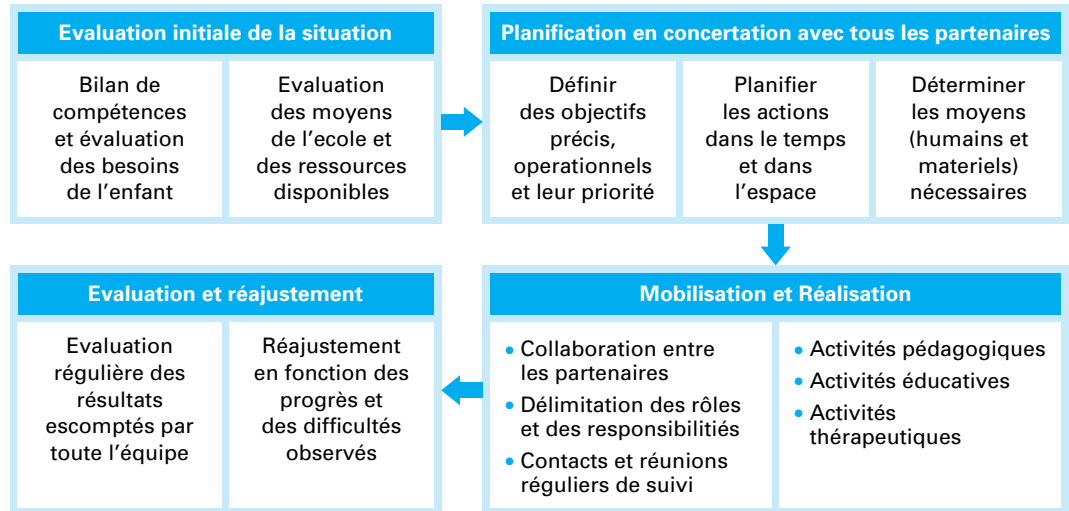 Evaluation initiale de la situation
Bilan de
compétences
et évaluation
des besoins
de l'enfant
Evaluation
des moyens
de l'ecole et
des ressources
disponibles
Planification en concertation avec tous les partenaires
Définir
des objectifs
précis,
operationnels
et leur priorité
Planifier
les actions
dans le temps
et dans
l'espace
Déterminer
les moyens
(humains et
materiels)
nécessaires
Mobilisation et Réalisation
• Collaboration entre
les partenaires
• Délimitation des rôles
et des responsibilitiés
• Contacts et réunions
réguliers de suivi
• Activités pédagogiques
• Activités éducatives
• Activités
thérapeutiques
Evaluation et réajustement
Evaluation
régulière des
résultats
escomptés par
toute l'équipe
Réajustement
en fonction des
progrès et
des difficultés
observés